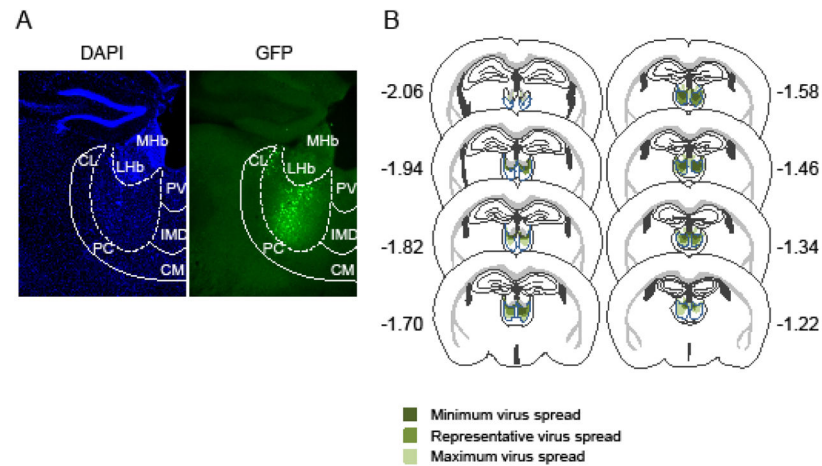 A
DAPI
GFP
MHb
CL
LHb
PV
IMD
PC
CM
MHb
CL
LHb
PV
IMD
PC
CM
B
-2.06
-1.58
-1.94
-1.46
-1.82
-1.34
-1.70
-1.22
Minimum virus spread
Representative virus spread
Maximum virus spread